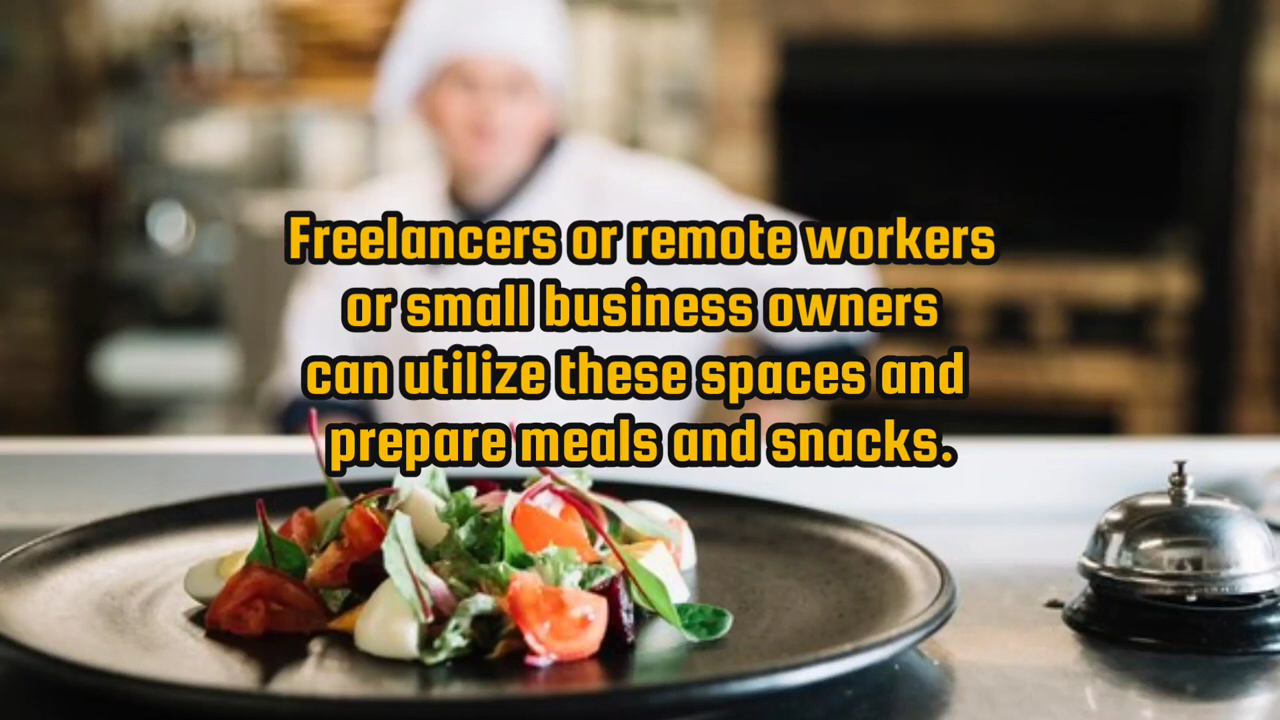 Freelancers or remote workers
or small business owners
can utilize these spaces and
prepare meals and snacks.